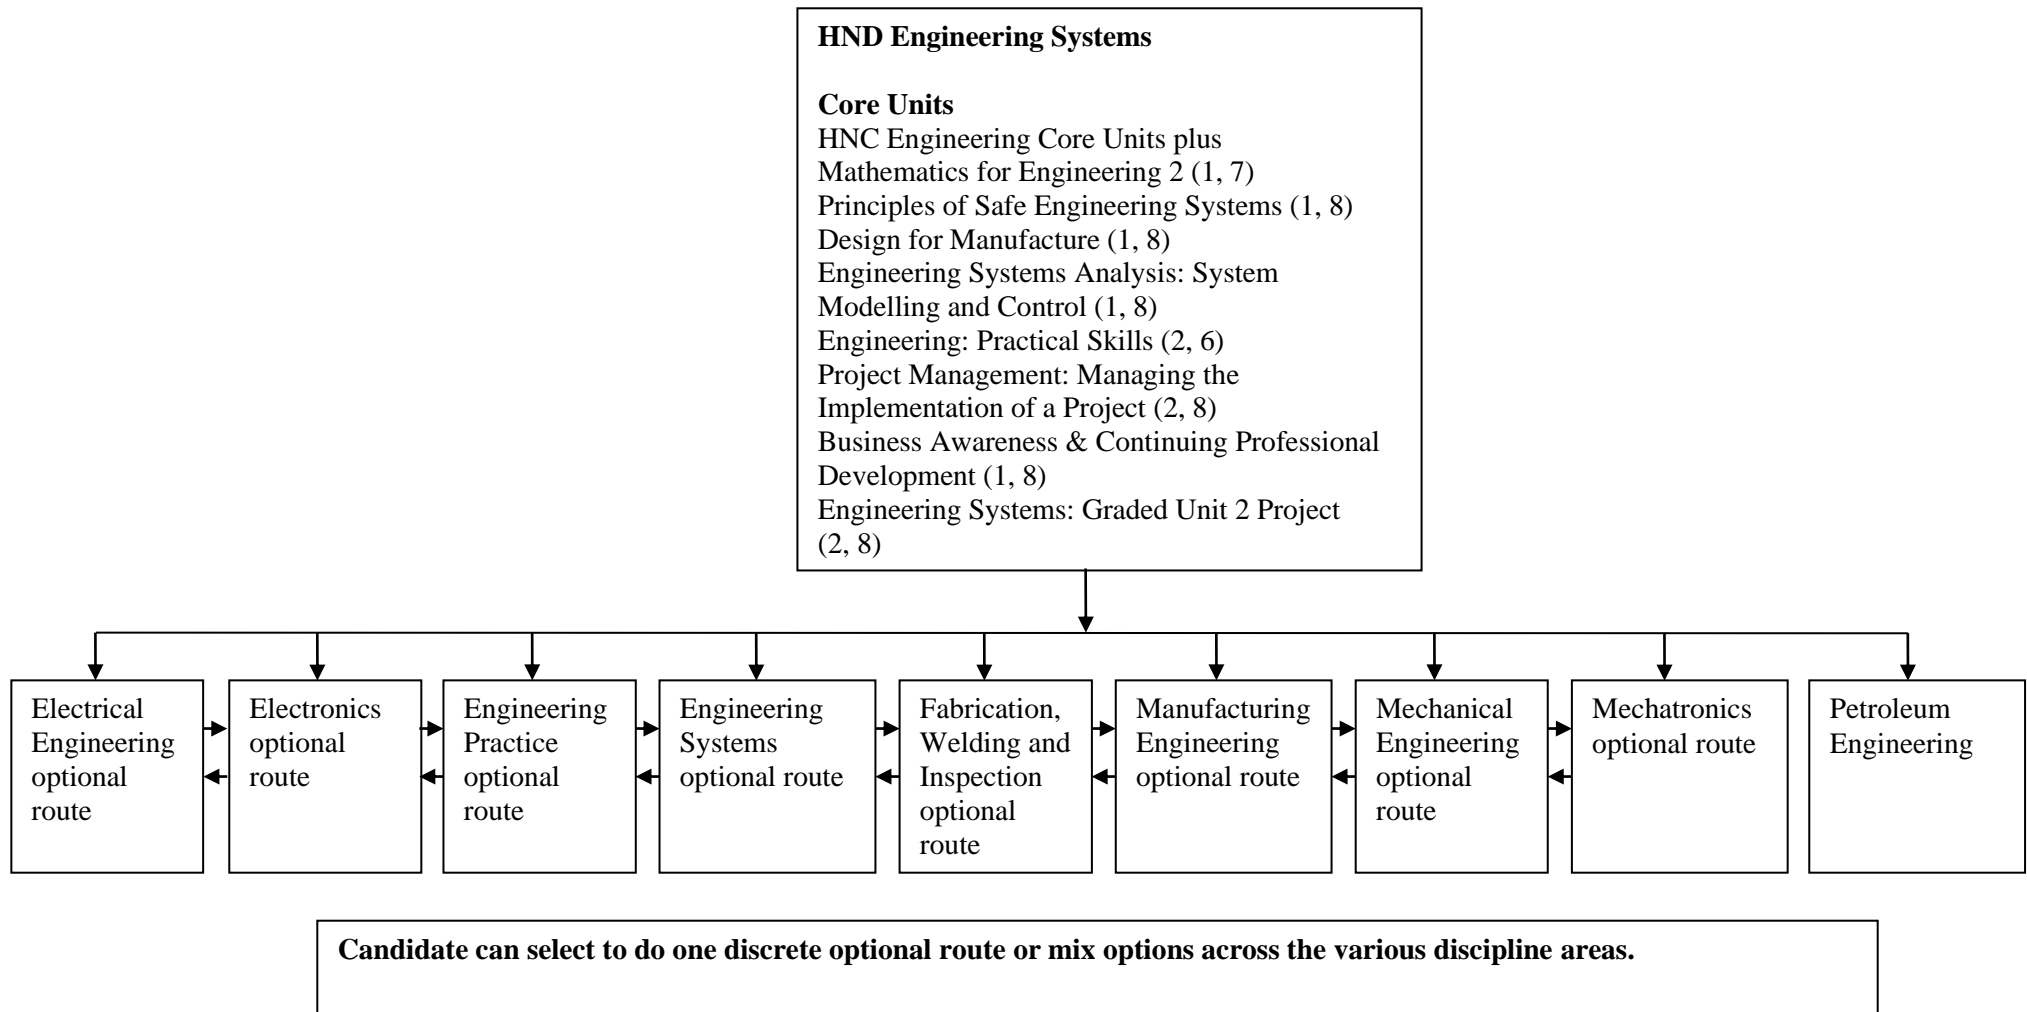 HND Engineering Systems
Core Units
HNC Engineering Core Units plus
Mathematics for Engineering 2 (1, 7)
Principles of Safe Engineering Systems (1, 8)
Design for Manufacture (1, 8)
Engineering Systems Analysis: System
Modelling and Control (1, 8)
Engineering: Practical Skills (2, 6)
Project Management: Managing the
Implementation of a Project (2, 8)
Business Awareness & Continuing Professional
Development (1, 8)
Engineering Systems: Graded Unit 2 Project
(2, 8)
Electrical
Engineering
optional
route
Electronics
optional
route
Engineering
Practice
optional
route
Engineering
Systems
optional route
Fabrication,
Welding and
Inspection
optional
route
Manufacturing
Engineering
optional route
Mechanical
Engineering
optional
route
Mechatronics
optional route
Petroleum
Engineering
Candidate can select to do one discrete optional route or mix options across the various discipline areas.